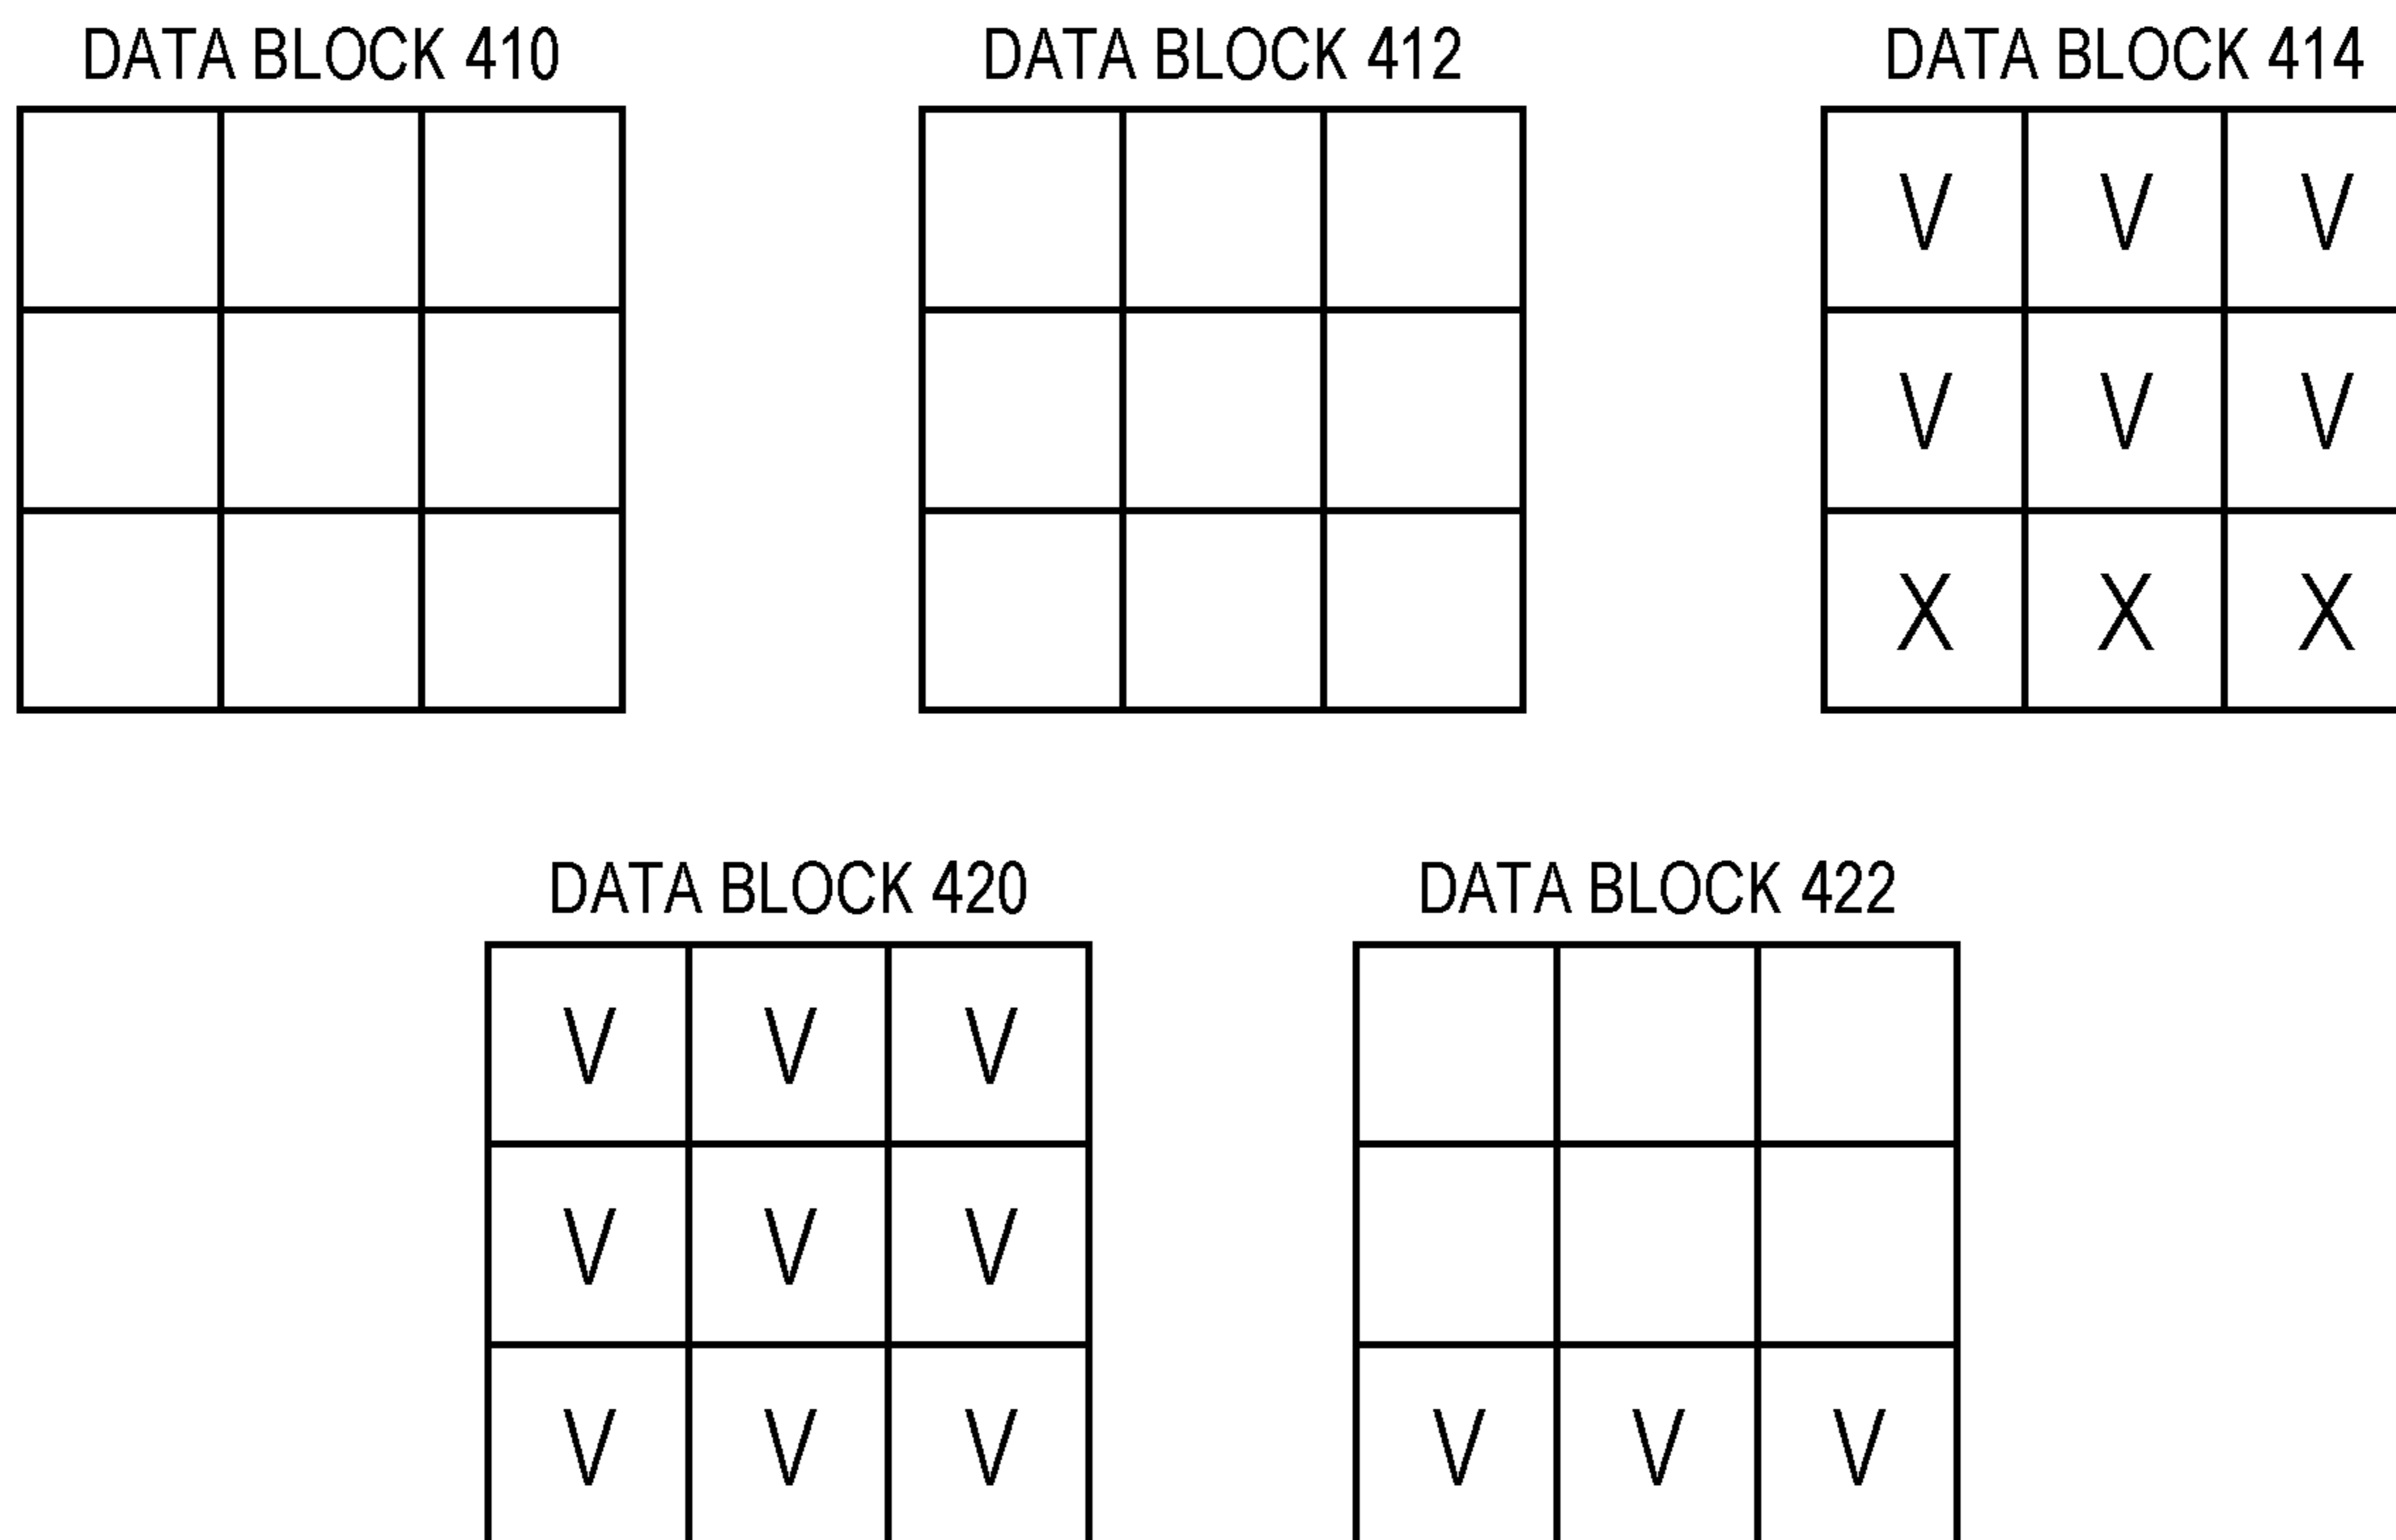 DATA BLOCK 410 DATA BLOCK 412 DATA BLOCK 414
V V V
V V V
X X X
DATA BLOCK 420 DATA BLOCK 422
V V V
V V V
V V V V V V